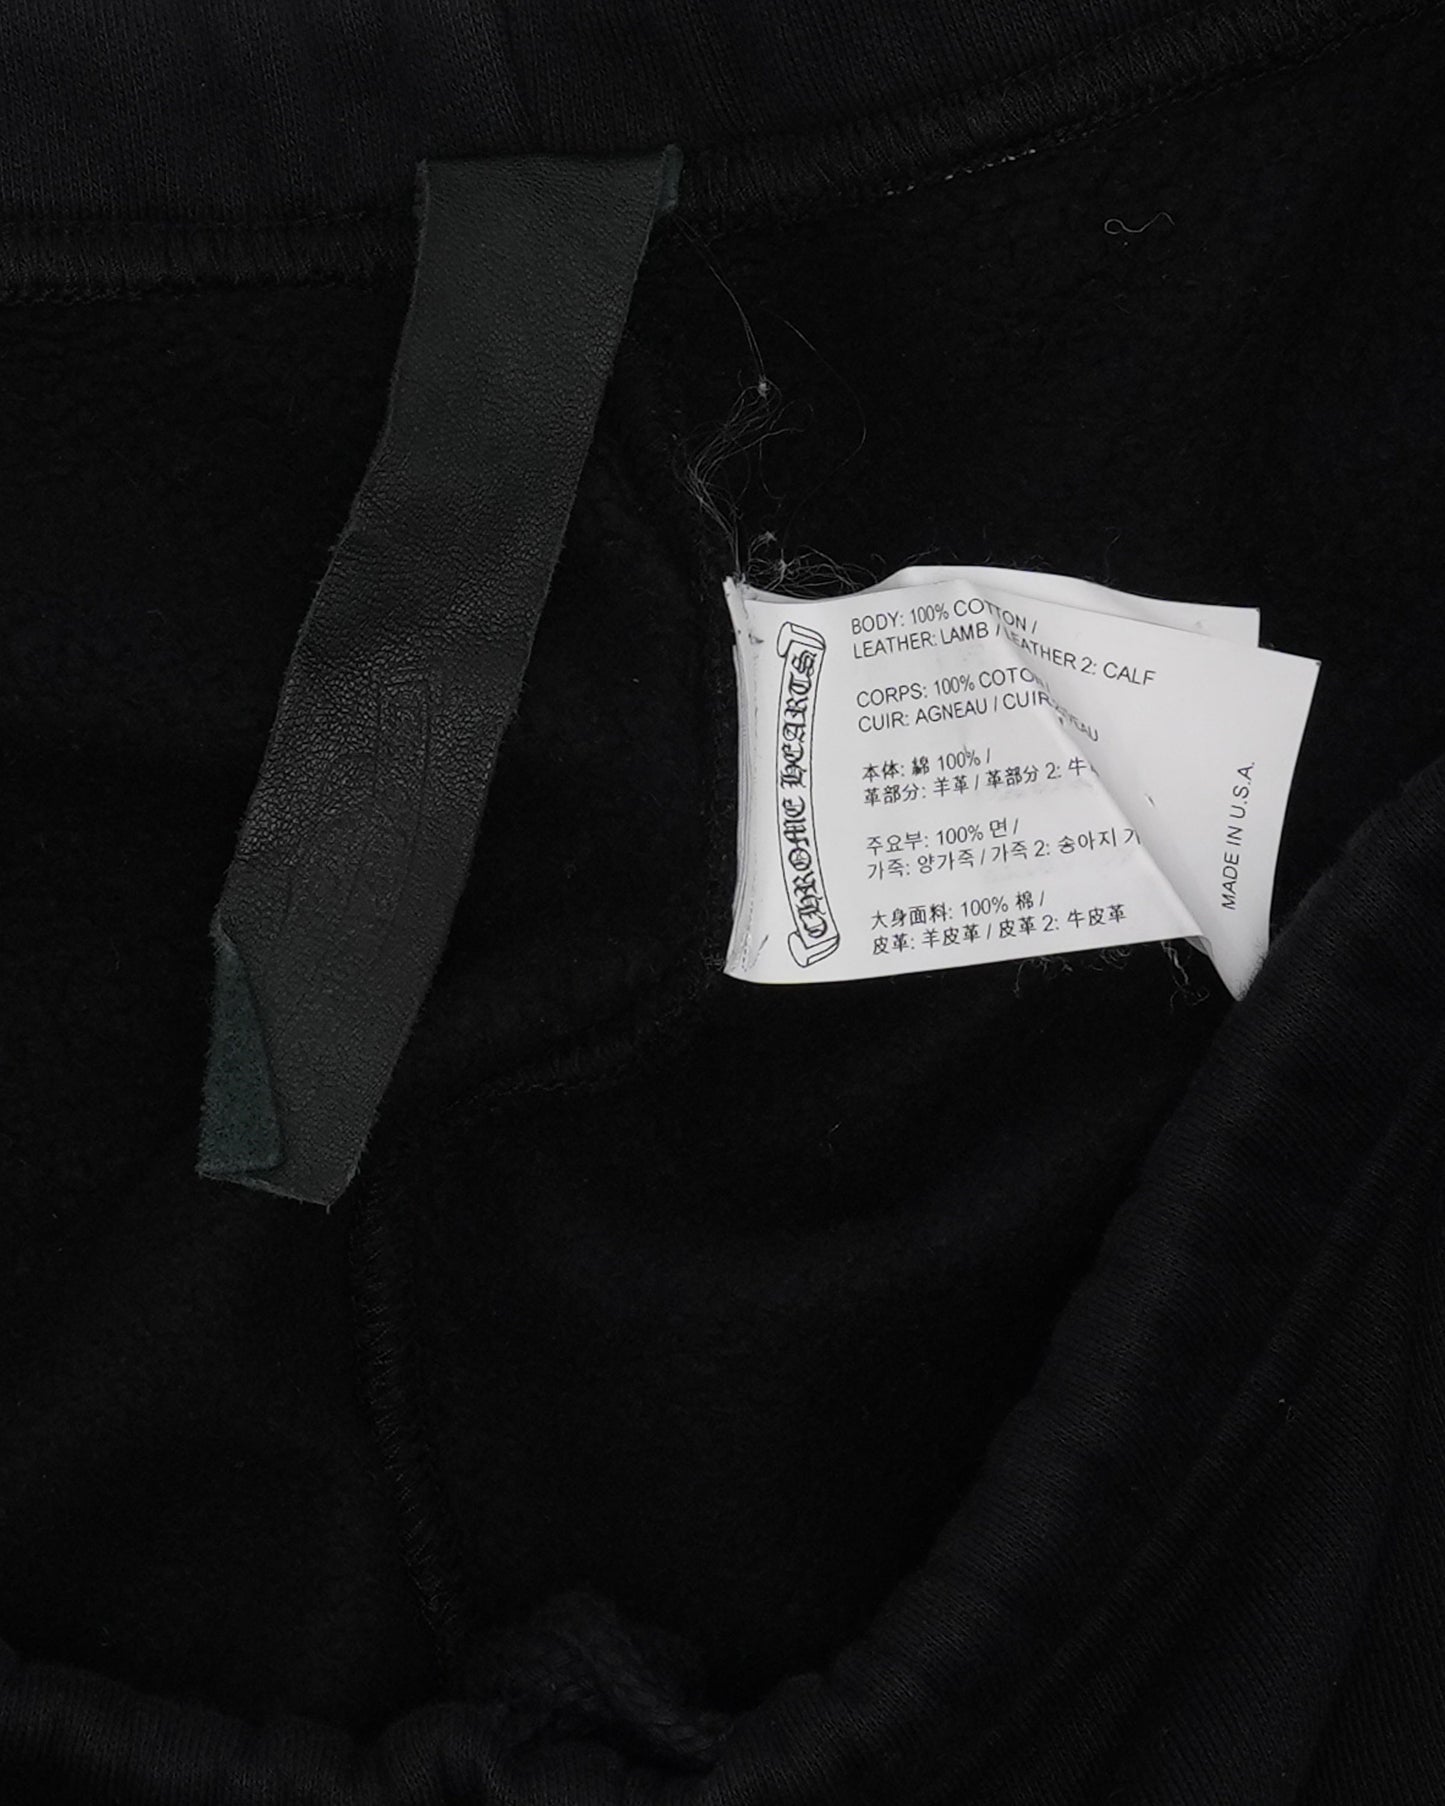 CHROME HEARTS
BODY: 100% COTTON /
LEATHER: LAMB / LEATHER 2: CALF
CORPS: 100% COTON
CUIR: AGNEAU / CUIR
本体: 綿 100% /
革部分: 羊革 / 革部分 2: 牛
주요부: 100% 면 /
가죽: 양가죽 / 가죽 2: 송아지 가
大身面料: 100% 棉 /
皮革: 羊皮革 / 皮革 2: 牛皮革
MADE IN U.S.A.